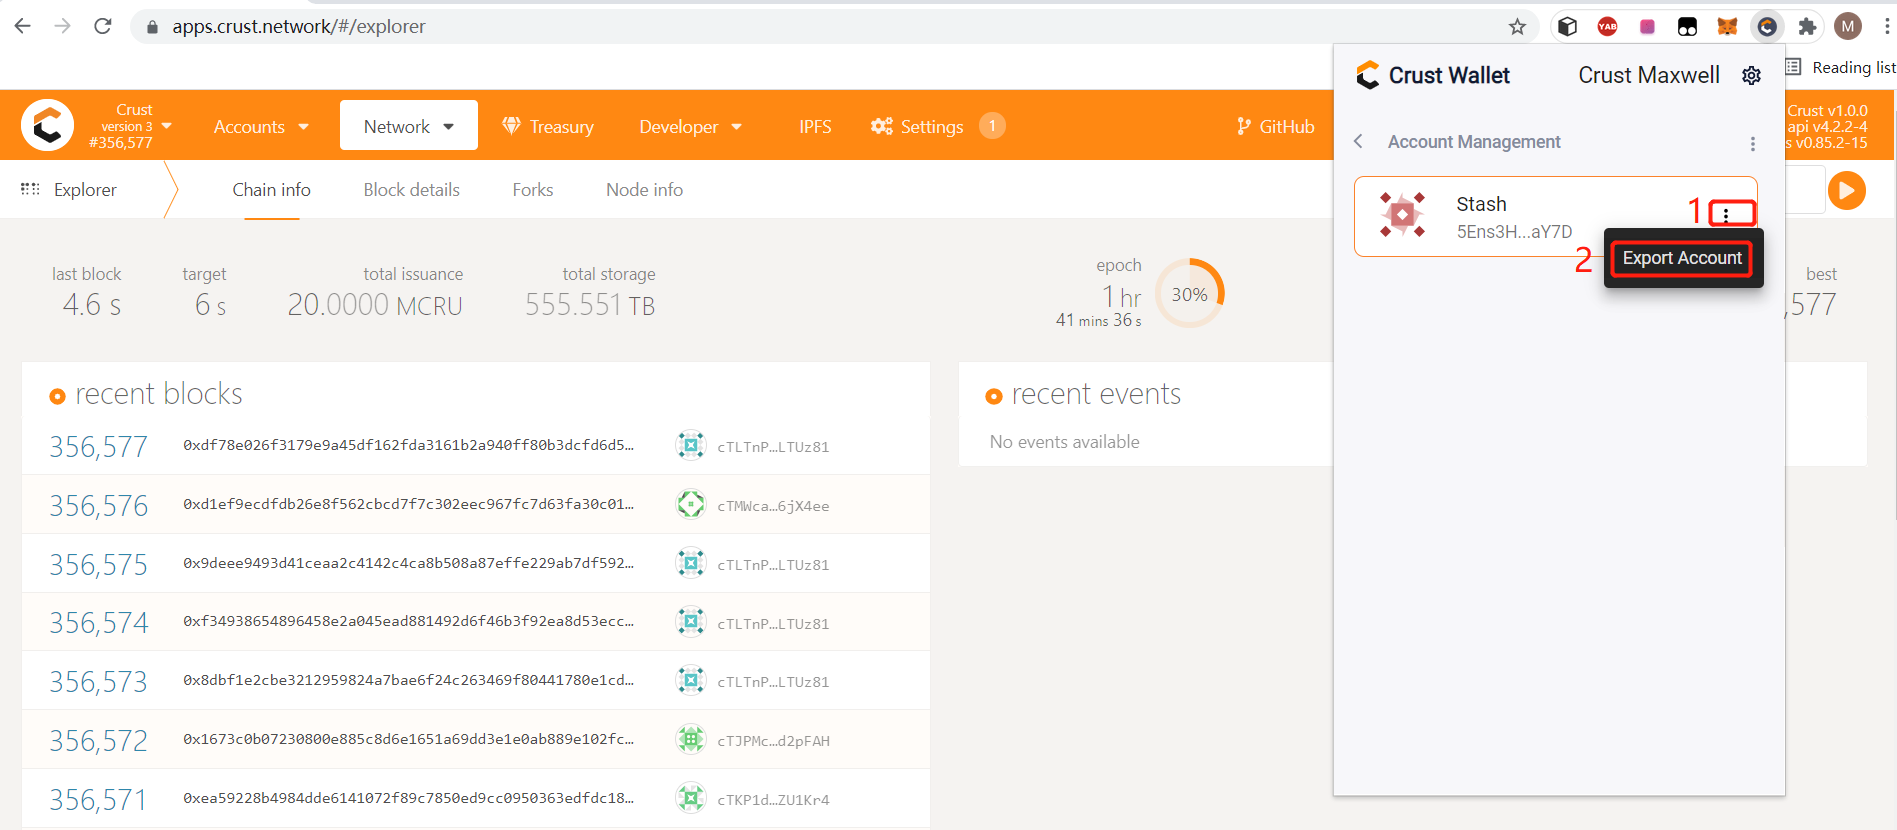 apps.crust.network/#/explorer
YAB
M
Reading list
Crust
version 3
#356,577
Accounts
Network
Treasury
Developer
IPFS
Settings
1
GitHub
Crust v1.0.0
api v4.2.2-4
s v0.85.2-15
Explorer
Chain info
Block details
Forks
Node info
last block
4.6 s
target
6 s
total issuance
20.0000 MCRU
total storage
555.551 TB
epoch
1 hr
41 mins 36 s
30%
best
,577
recent blocks
356,577 0xdf78e026f3179e9a45df162fda3161b2a940ff80b3dcfd6d5… cTLTnP…LTUz81
356,576 0xd1ef9ecdfdb26e8f562cbcd7f7c302eec967fc7d63fa30c01… cTMWca…6jX4ee
356,575 0x9deee9493d41ceaa2c4142c4ca8b508a87effe229ab7df592… cTLTnP…LTUz81
356,574 0xf34938654896458e2a045ead881492d6f46b3f92ea8d53ecc… cTLTnP…LTUz81
356,573 0x8dbf1e2cbe3212959824a7bae6f24c263469f80441780e1cd… cTLTnP…LTUz81
356,572 0x1673c0b07230800e885c8d6e1651a69dd3e1e0ab889e102fc… cTJPMc…d2pFAH
356,571 0xea59228b4984dde6141072f89c7850ed9cc0950363edfdc18… cTKP1d…ZU1Kr4
recent events
No events available
Crust Wallet
Crust Maxwell
Account Management
Stash
5Ens3H...aY7D
1
2
Export Account